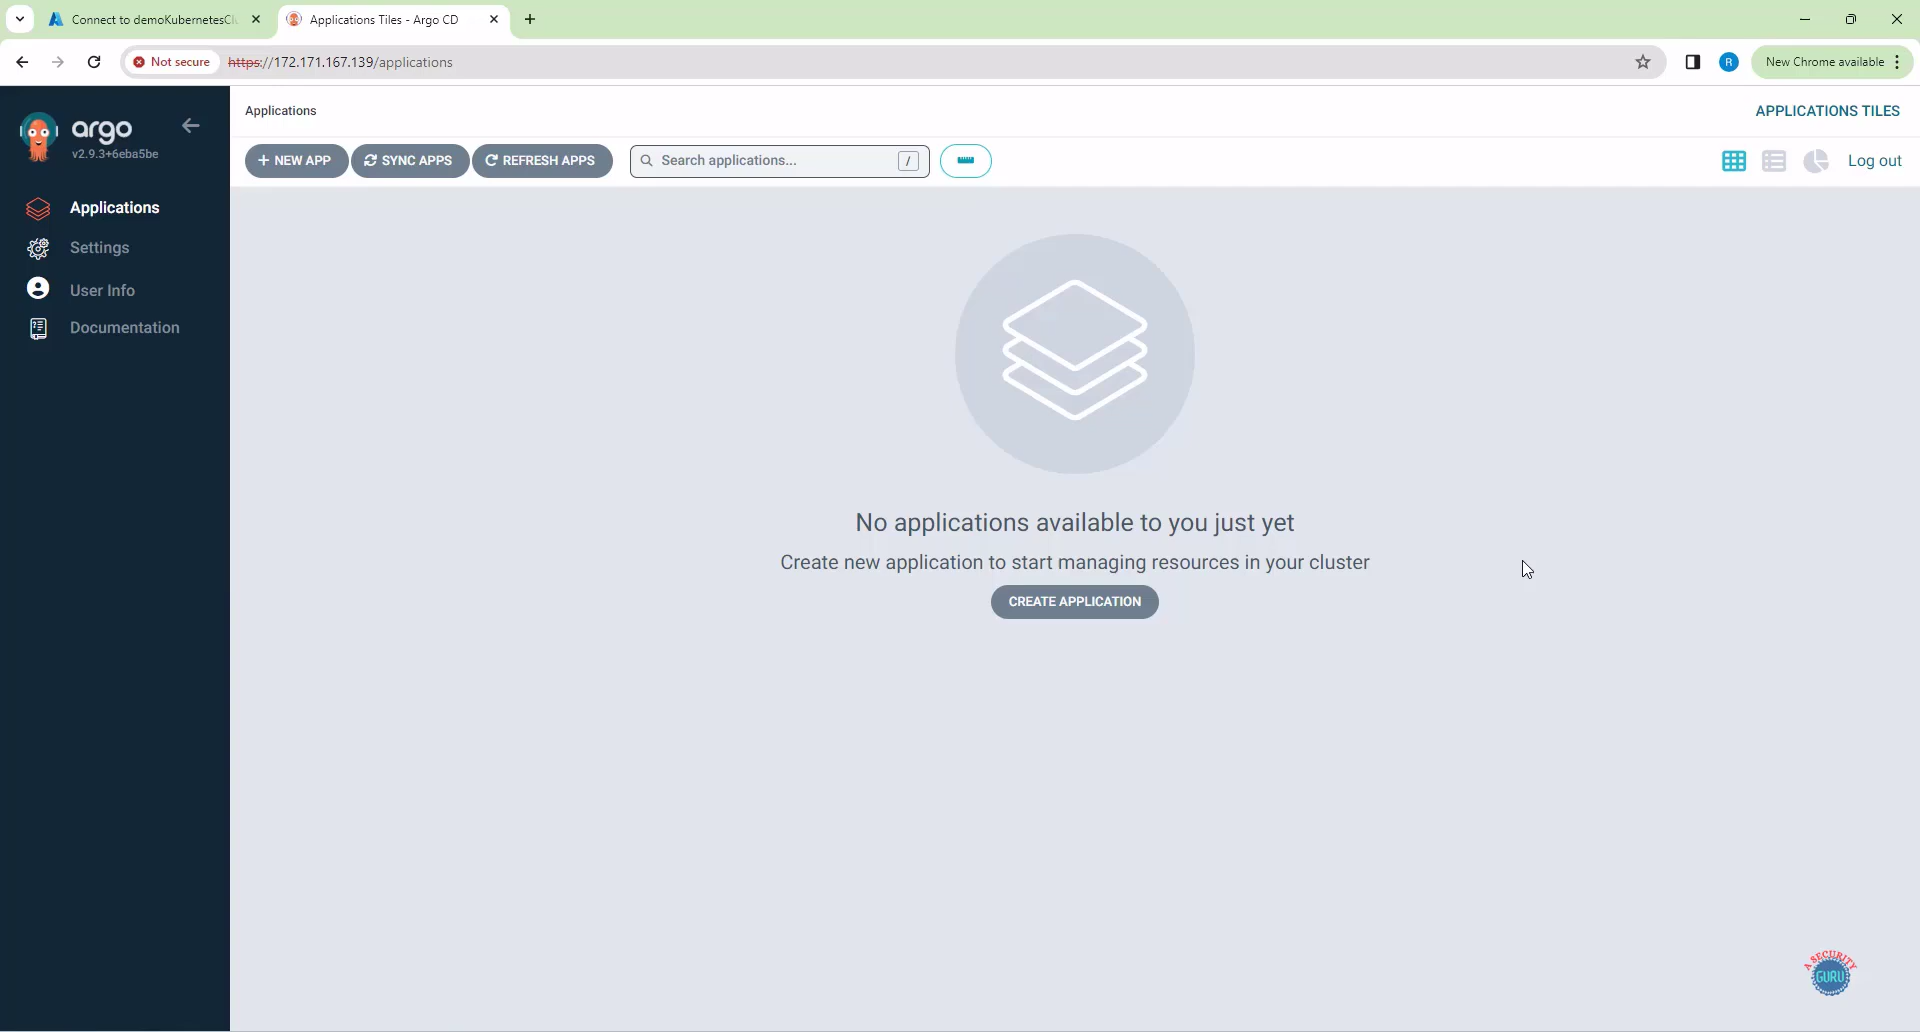 Connect to demoKubernetesCl
Applications Tiles - Argo CD
Not secure
https://172.171.167.139/applications
R
New Chrome available
argo
v2.9.3+6eba5be
Applications
APPLICATIONS TILES
+ NEW APP
SYNC APPS
REFRESH APPS
Search applications...
/
Log out
Applications
Settings
User Info
Documentation
No applications available to you just yet
Create new application to start managing resources in your cluster
CREATE APPLICATION
A SECURITY
GURU